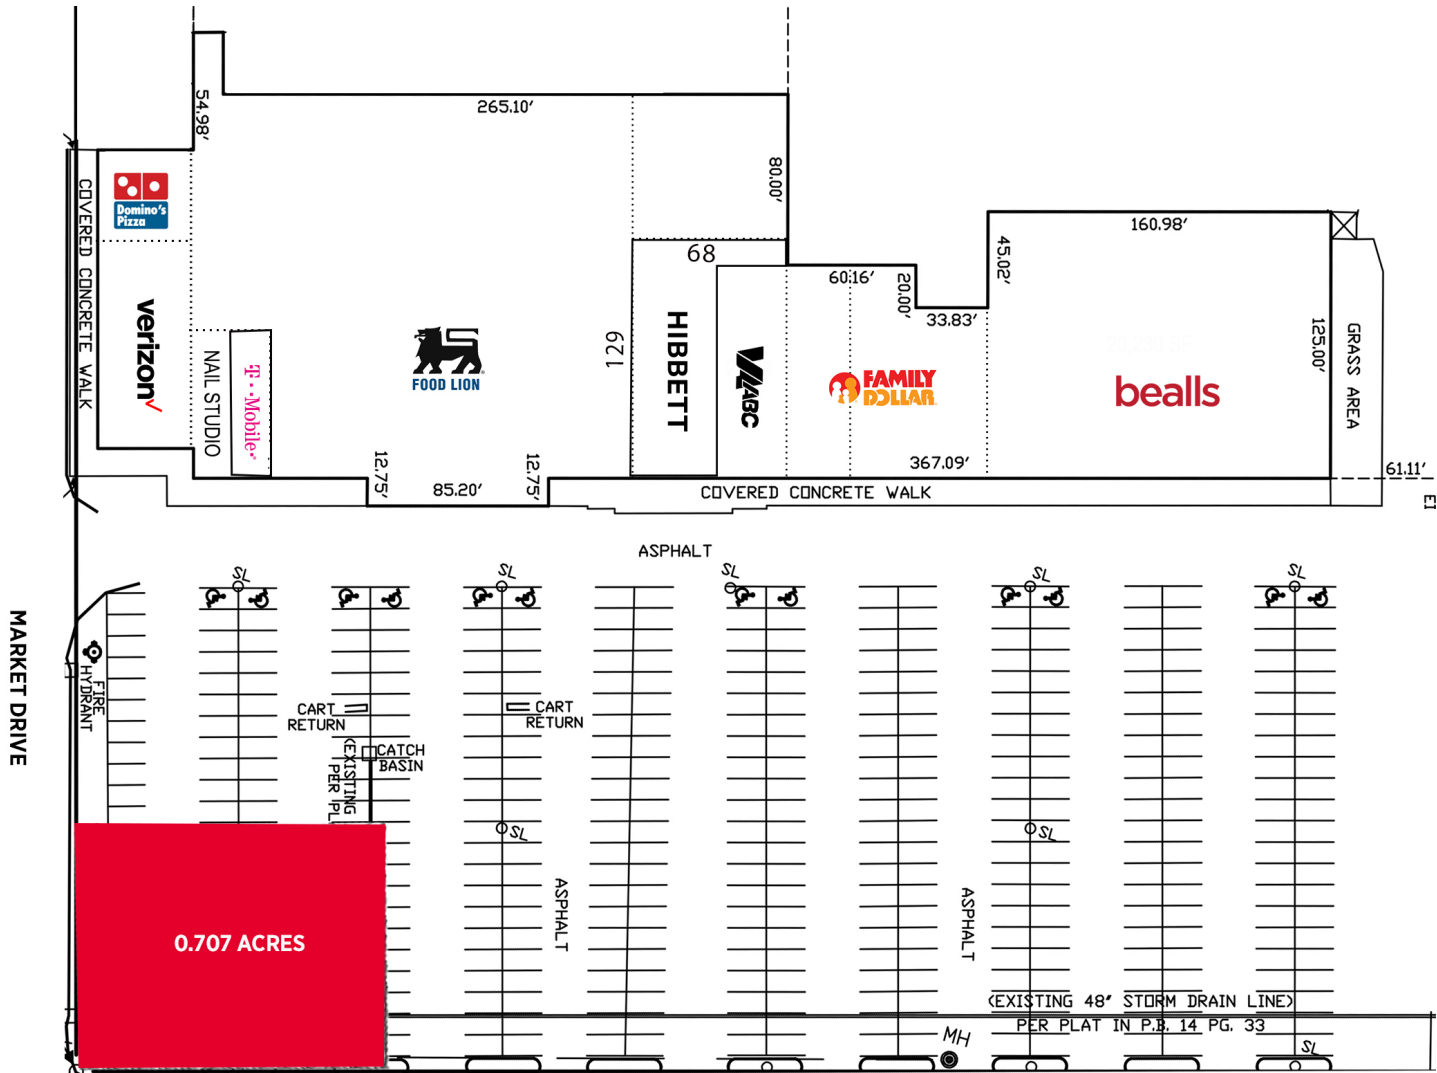 54.98'
265.10'
80.00'
COVERED CONCRETE WALK
Domino's
Pizza
verizon
NAIL STUDIO
T··Mobile·
FOOD LION
129
68
HIBBETT
VAABC
60.16'
20.00'
33.83'
45.02'
160.98'
FAMILY
DOLLAR
bealls
125.00'
GRASS AREA
367.09'
61.11'
12.75'
85.20'
12.75'
COVERED CONCRETE WALK
ASPHALT
SL
SL
SL
SL
SL
MARKET DRIVE
FIRE
HYDRANT
CART
RETURN
CART
RETURN
CATCH
BASIN
(EXISTING
PER PL
SL
SL
ASPHALT
ASPHALT
0.707 ACRES
(EXISTING 48" STORM DRAIN LINE)
PER PLAT IN P.B. 14 PG. 33
MH
SL